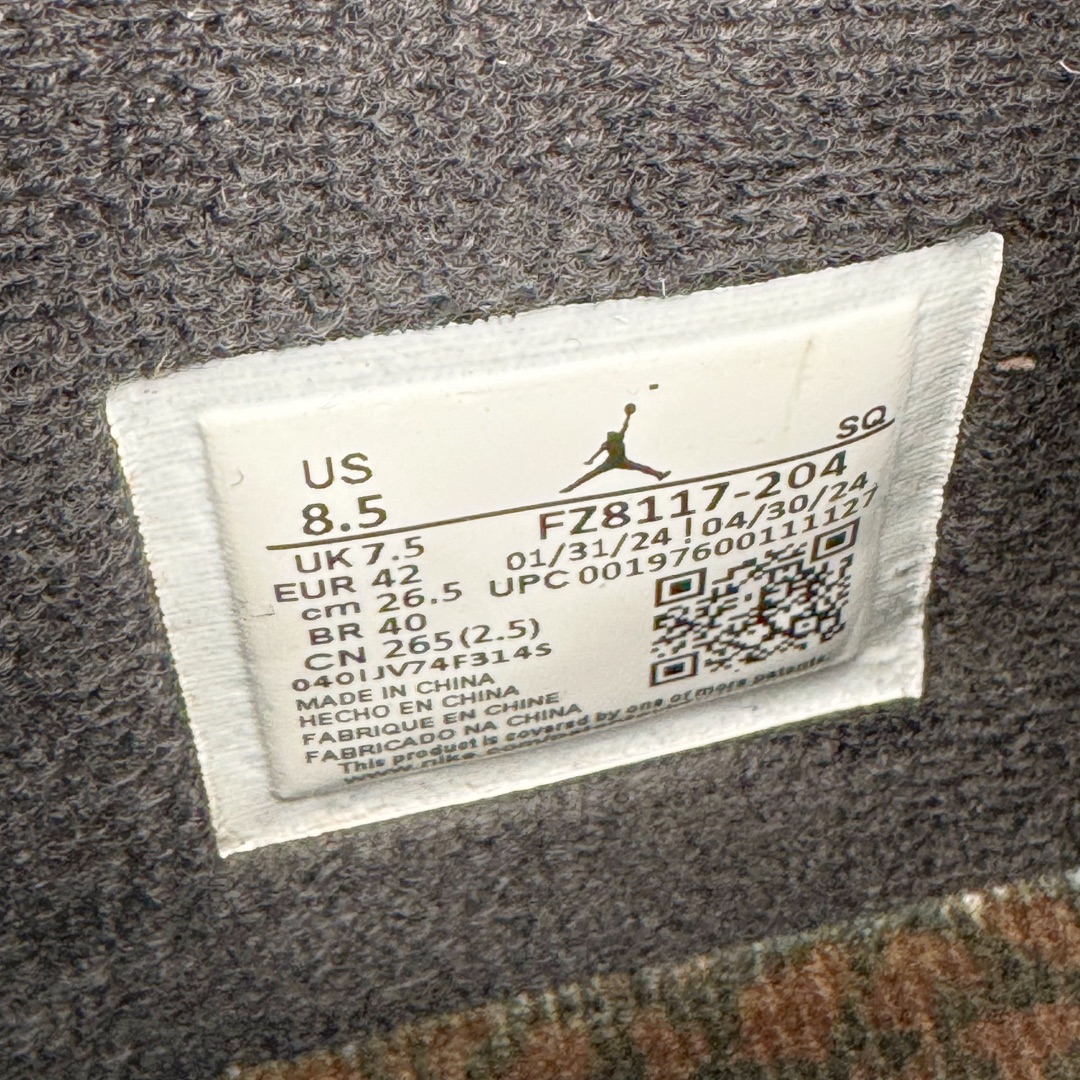 US
8.5
SQ
FZ8117-204
UK 7.5
01/31/24 04/30/24
EUR 42
UPC 00197600111127
cm 26.5
BR 40
CN 265(2.5)
040IJV74F314S
MADE IN CHINA
HECHO EN CHINA
FABRIQUE EN CHINE
FABRICADO NA CHINA
This product is covered by one or more patents.